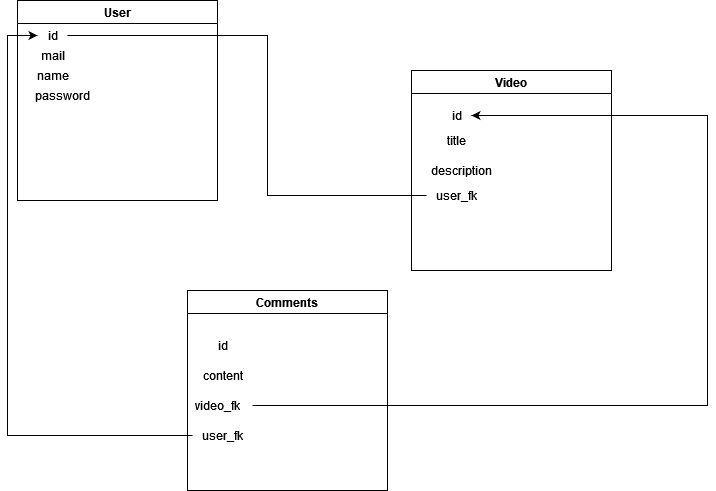 User
id
mail
name
password
Video
id
title
description
user_fk
Comments
id
content
video_fk
user_fk